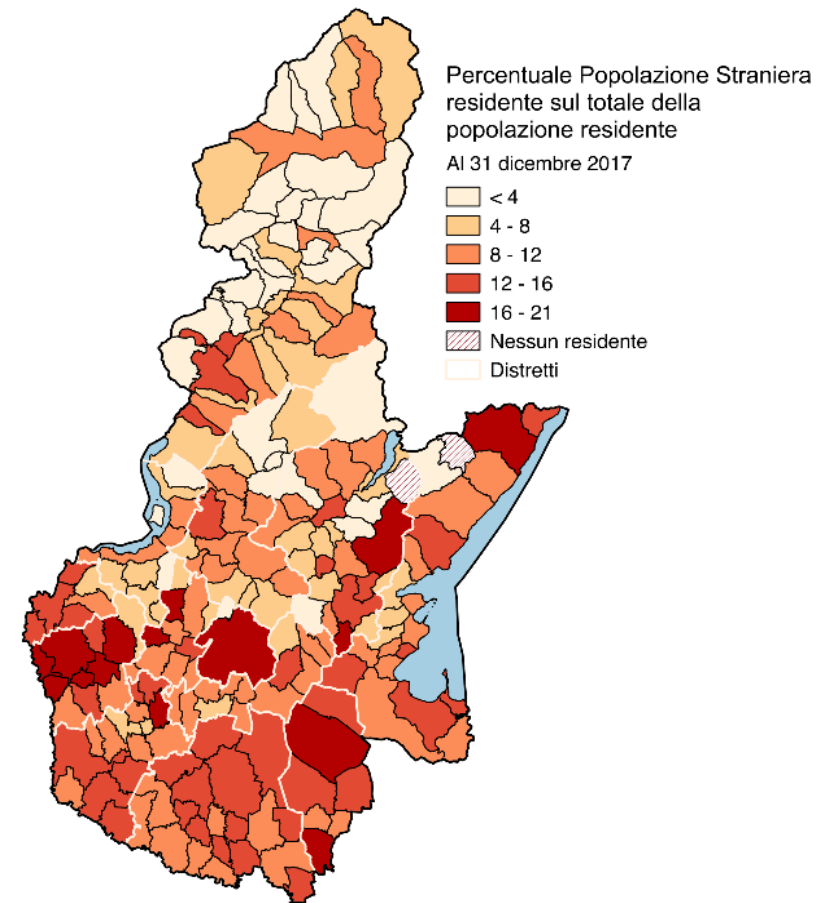 Percentuale Popolazione Straniera
residente sul totale della
popolazione residente
Al 31 dicembre 2017
< 4
4 - 8
8 - 12
12 - 16
16 - 21
Nessun residente
Distretti